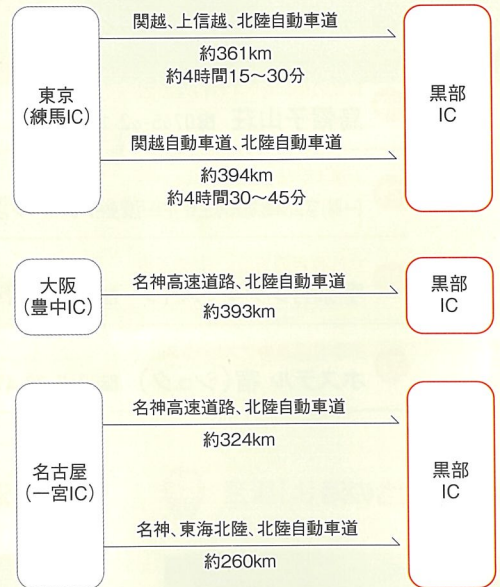 関越、上信越、北陸自動車道
約361km
約4時間15〜30分
東京
(練馬IC)
黒部
IC
関越自動車道、北陸自動車道
約394km
約4時間30〜45分
大阪
(豊中IC)
名神高速道路、北陸自動車道
約393km
黒部
IC
名神高速道路、北陸自動車道
約324km
名古屋
(一宮IC)
黒部
IC
名神、東海北陸、北陸自動車道
約260km